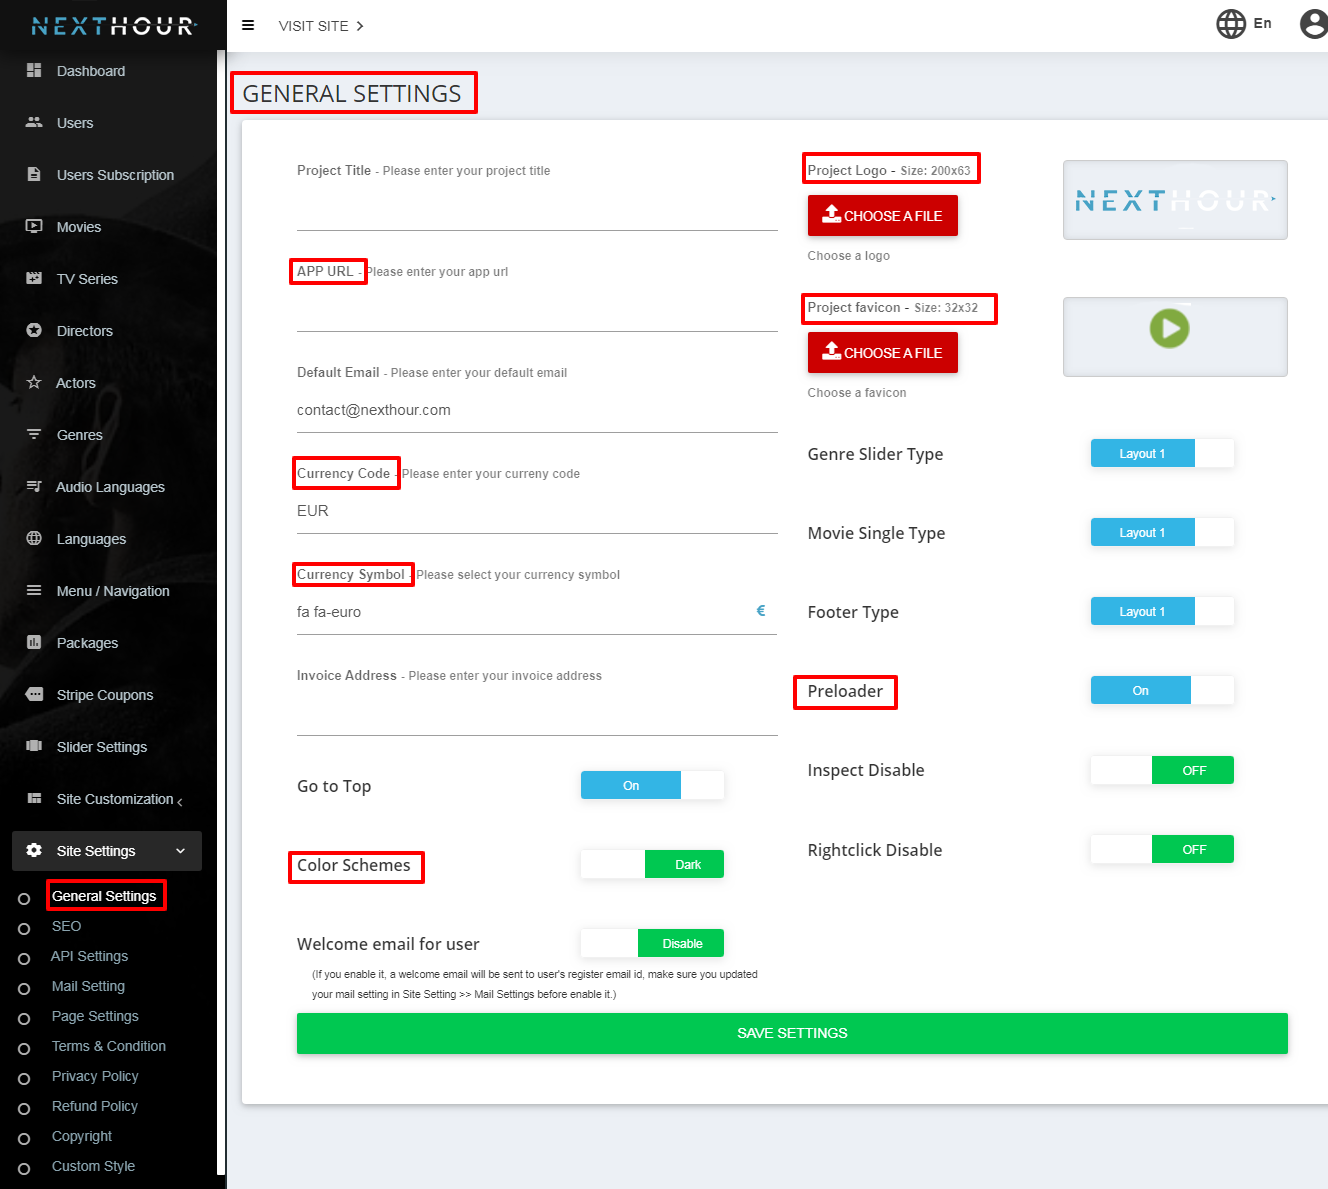 NEXTHOUR
VISIT SITE
En
Dashboard
Users
Users Subscription
Movies
TV Series
Directors
Actors
Genres
Audio Languages
Languages
Menu / Navigation
Packages
Stripe Coupons
Slider Settings
Site Customization
Site Settings
General Settings
SEO
API Settings
Mail Setting
Page Settings
Terms & Condition
Privacy Policy
Refund Policy
Copyright
Custom Style
GENERAL SETTINGS
Project Title - Please enter your project title
APP URL - Please enter your app url
Default Email - Please enter your default email
contact@nexthour.com
Currency Code - Please enter your curreny code
EUR
Currency Symbol - Please select your currency symbol
fa fa-euro €
Invoice Address - Please enter your invoice address
Go to Top On
Color Schemes Dark
Welcome email for user Disable
(If you enable it, a welcome email will be sent to user's register email id, make sure you updated
your mail setting in Site Setting >> Mail Settings before enable it.)
Project Logo - Size: 200x63
CHOOSE A FILE
Choose a logo
NEXTHOUR
Project favicon - Size: 32x32
CHOOSE A FILE
Choose a favicon
Genre Slider Type Layout 1
Movie Single Type Layout 1
Footer Type Layout 1
Preloader On
Inspect Disable OFF
Rightclick Disable OFF
SAVE SETTINGS